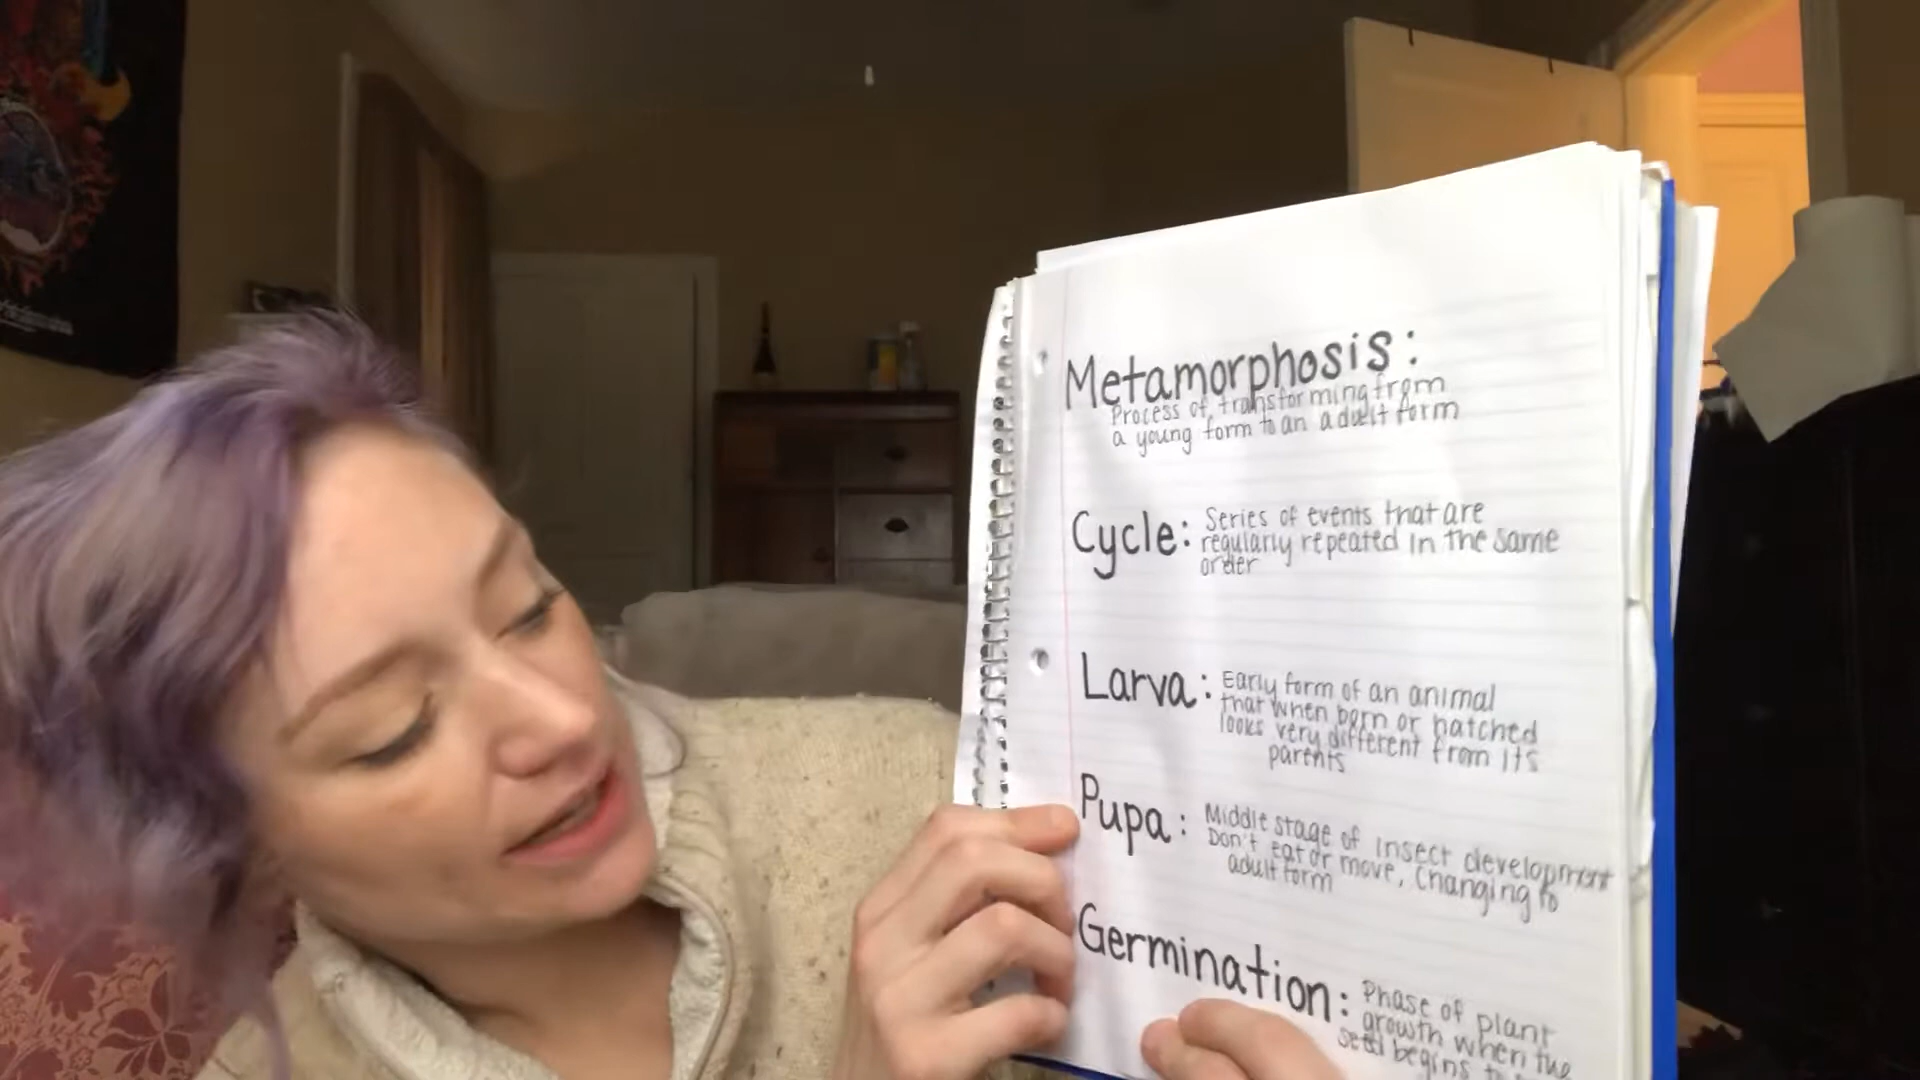 Metamorphosis:
Process of transforming from
a young form to an adult form
Cycle: Series of events that are
regularly repeated in the same
order
Larva: Early form of an animal
that when born or hatched
looks very different from its
parents
Pupa: Middle stage of insect development
Don't eat or move, Changing to
adult form
Germination: Phase of plant
growth when the
seed begins